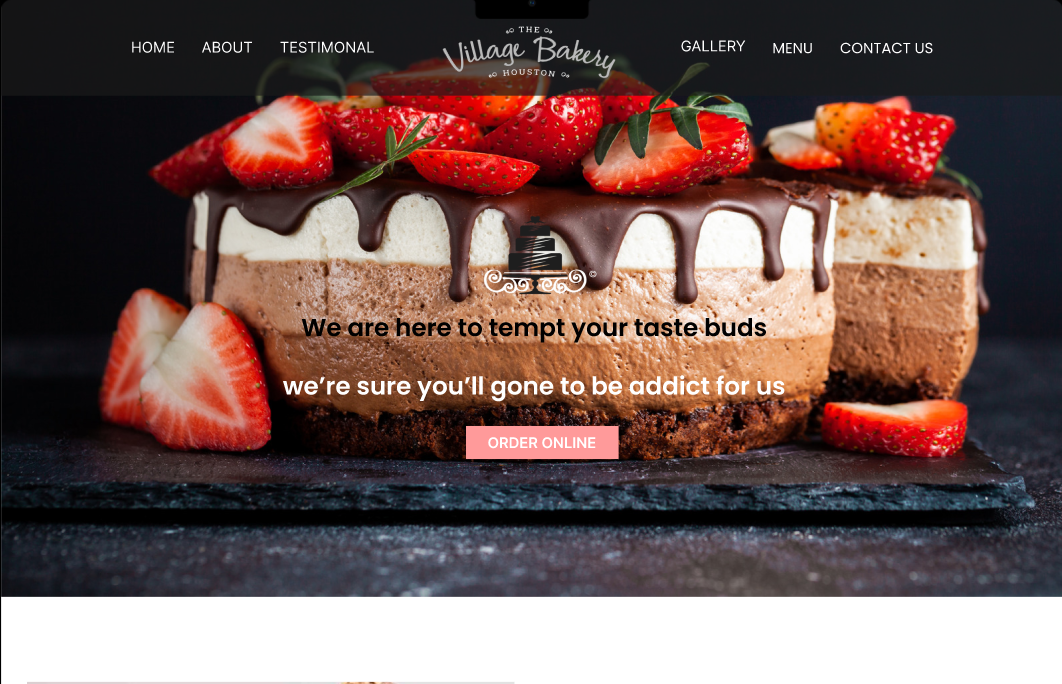 HOME ABOUT TESTIMONAL
THE
Village Bakery
HOUSTON
GALLERY MENU CONTACT US
©
We are here to tempt your taste buds
we’re sure you’ll gone to be addict for us
ORDER ONLINE